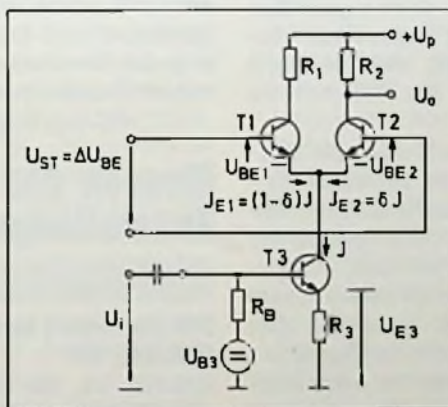 +Up
R1
R2
Uo
T1
T2
UST=ΔUBE
UBE1
UBE2
JE1=(1-δ)J
JE2=δJ
J
T3
Ui
RB
R3
UE3
UB3